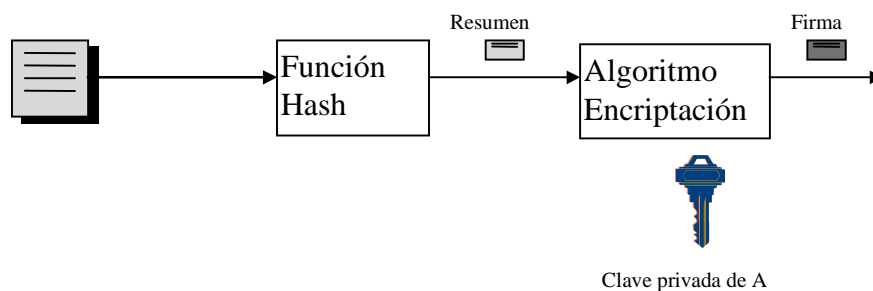 Resumen
Firma
Función
Hash
Algoritmo
Encriptación
Clave privada de A